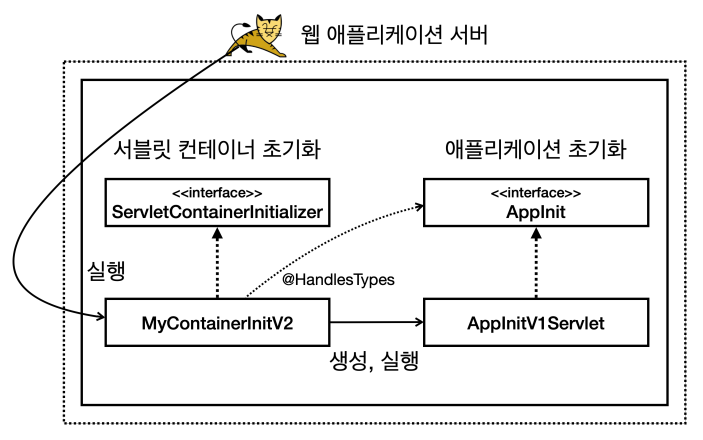 웹 애플리케이션 서버
서블릿 컨테이너 초기화
애플리케이션 초기화
<<interface>>
ServletContainerInitializer
<<interface>>
AppInit
실행
@HandlesTypes
MyContainerInitV2
AppInitV1Servlet
생성, 실행